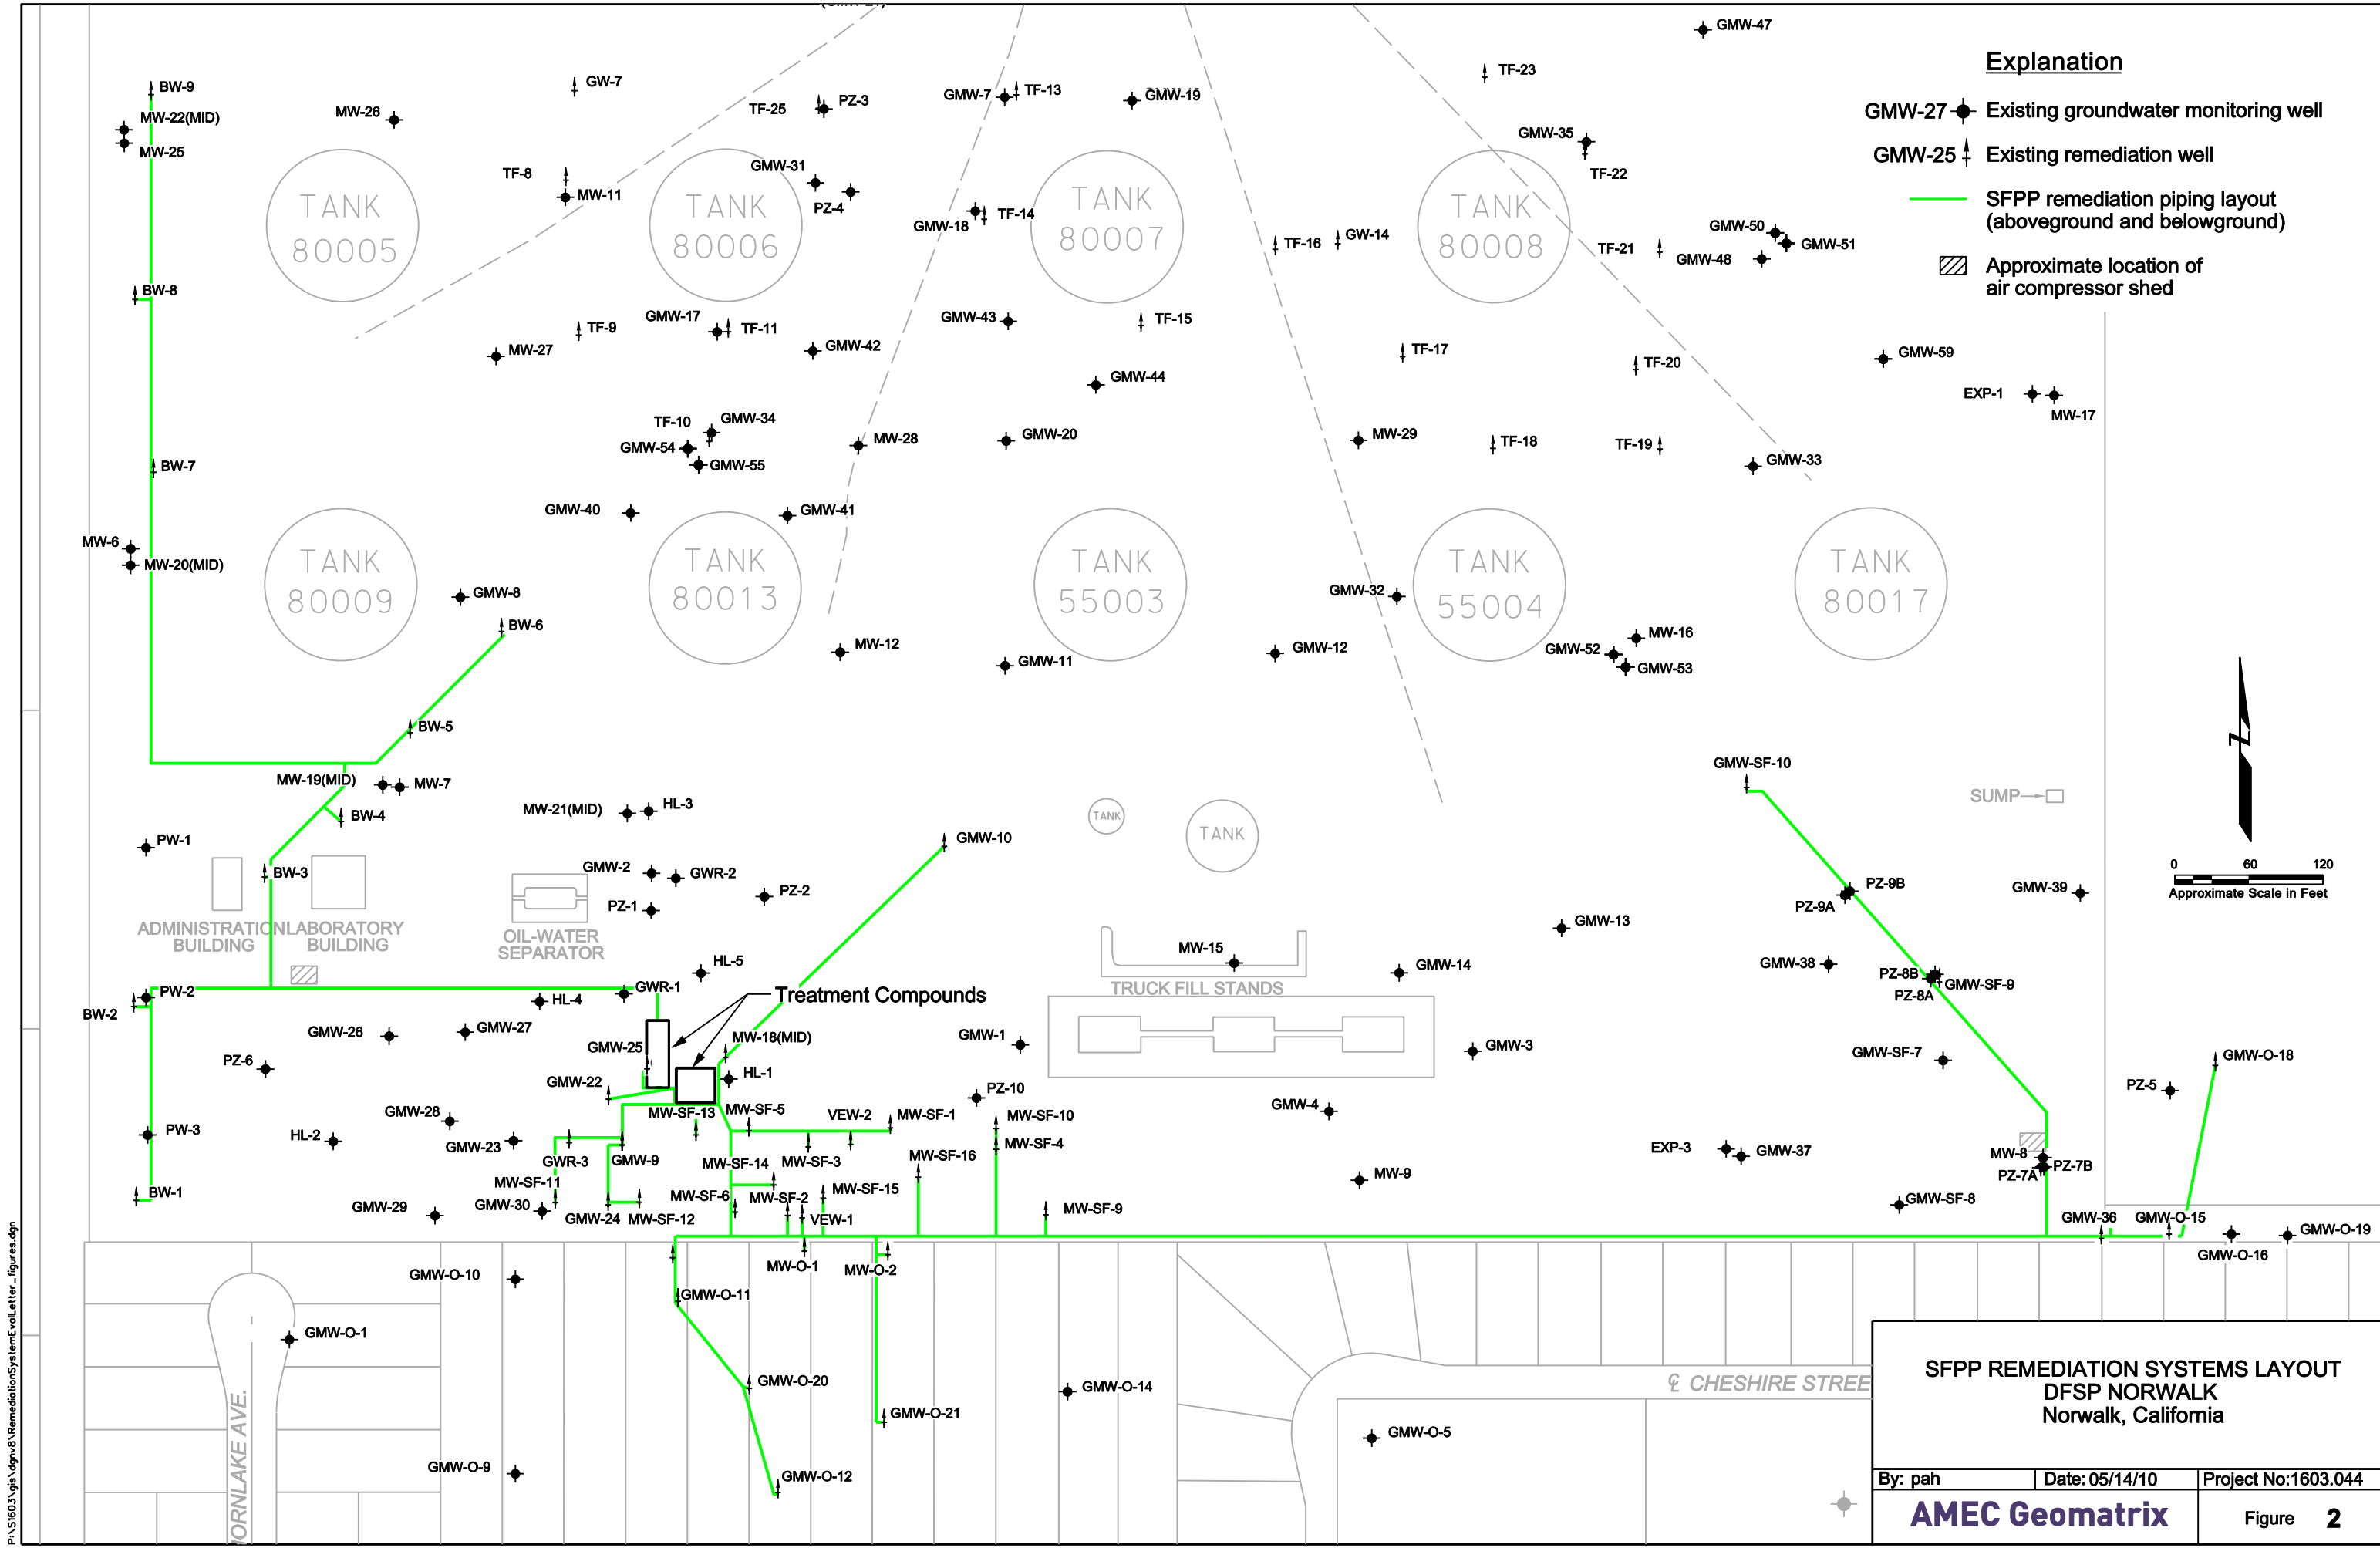 GMW-47
Explanation
BW-9
GW-7
TF-25
PZ-3
GMW-7
TF-13
GMW-19
TF-23
GMW-27 Existing groundwater monitoring well
MW-22(MID)
MW-26
MW-25
GMW-35
TF-22
GMW-25 Existing remediation well
TF-8
MW-11
GMW-31
PZ-4
TANK
80005
TANK
80006
TANK
80007
TANK
80008
GMW-18
TF-14
TF-16
GW-14
TF-21
GMW-50
GMW-51
GMW-48
SFPP remediation piping layout
(aboveground and belowground)
Approximate location of
air compressor shed
BW-8
TF-9
GMW-17
TF-11
GMW-43
TF-15
MW-27
GMW-42
TF-17
TF-20
GMW-59
GMW-44
EXP-1
MW-17
TF-10
GMW-34
GMW-54
GMW-55
MW-28
GMW-20
MW-29
TF-18
TF-19
GMW-33
BW-7
GMW-40
GMW-41
MW-6
MW-20(MID)
TANK
80009
TANK
80013
TANK
55003
TANK
55004
TANK
80017
GMW-8
BW-6
GMW-32
MW-12
GMW-11
GMW-12
MW-16
GMW-52
GMW-53
BW-5
Z
MW-19(MID)
MW-7
GMW-SF-10
SUMP
BW-4
MW-21(MID)
HL-3
TANK
TANK
PW-1
GMW-10
BW-3
GMW-2
GWR-2
PZ-2
PZ-1
PZ-9B
PZ-9A
GMW-39
0 60 120
Approximate Scale in Feet
ADMINISTRATION
BUILDING
LABORATORY
BUILDING
OIL-WATER
SEPARATOR
GMW-13
MW-15
HL-5
GMW-14
GMW-38
PZ-8B
GMW-SF-9
PZ-8A
TRUCK FILL STANDS
PW-2
BW-2
HL-4
GWR-1
Treatment Compounds
GMW-26
GMW-27
GMW-25
MW-18(MID)
GMW-1
GMW-3
GMW-SF-7
GMW-O-18
PZ-6
GMW-22
HL-1
PZ-10
PZ-5
GMW-28
MW-SF-13
MW-SF-5
VEW-2
MW-SF-1
MW-SF-10
GMW-4
PW-3
HL-2
GMW-23
GWR-3
GMW-9
MW-SF-14
MW-SF-3
MW-SF-16
MW-SF-4
EXP-3
GMW-37
MW-8
PZ-7B
PZ-7A
MW-9
BW-1
MW-SF-11
MW-SF-6
MW-SF-2
MW-SF-15
GMW-29
GMW-30
GMW-24
MW-SF-12
VEW-1
MW-SF-9
GMW-SF-8
GMW-36
GMW-O-15
GMW-O-19
GMW-O-16
GMW-O-10
MW-O-1
MW-O-2
GMW-O-11
GMW-O-1
GMW-O-20
GMW-O-14
GMW-O-21
GMW-O-5
GMW-O-9
GMW-O-12
CHESHIRE STREE
HORNLAKE AVE.
P:\S1603\gis\dgnv8\RemediationSystemEvalLetter_figures.dgn
SFPP REMEDIATION SYSTEMS LAYOUT
DFSP NORWALK
Norwalk, California
By: pah Date: 05/14/10 Project No:1603.044
AMEC Geomatrix
Figure 2